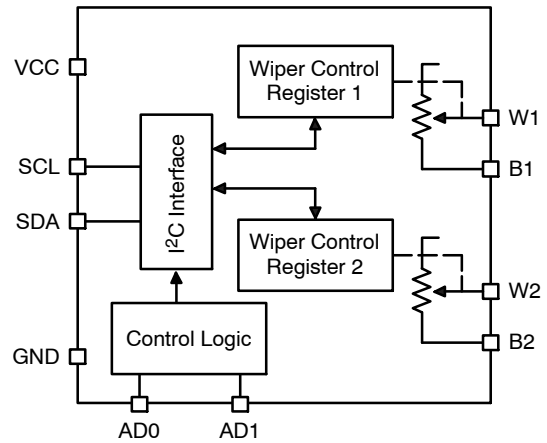 VCC
Wiper Control
Register 1
W1
B1
SCL
SDA
I²C Interface
Wiper Control
Register 2
W2
B2
Control Logic
GND
AD0
AD1